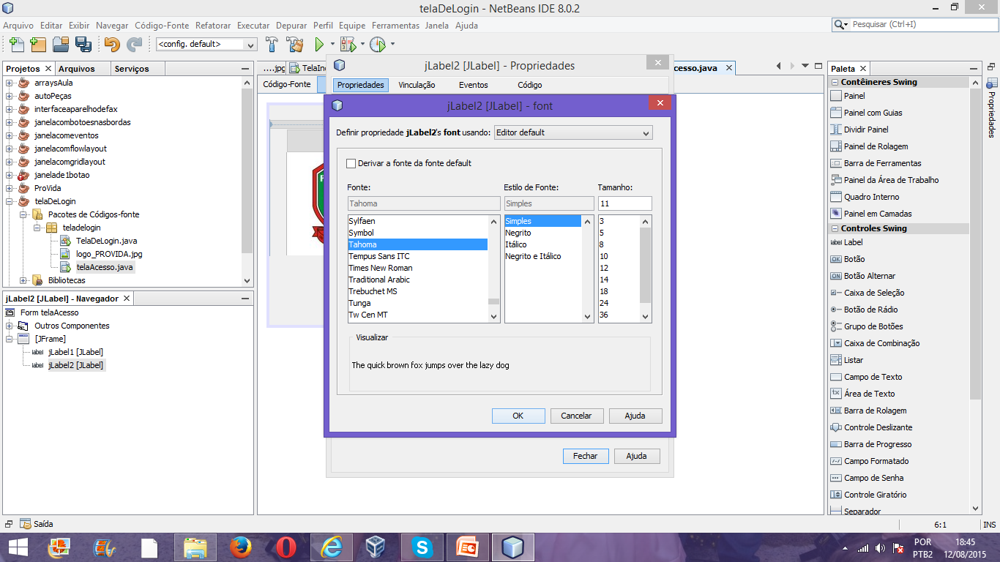 telaDeLogin - NetBeans IDE 8.0.2
Arquivo Editar Exibir Navegar Código-Fonte Refatorar Executar Depurar Perfil Equipe Ferramentas Janela Ajuda
Pesquisar (Ctrl+I)
<config. default>
Projetos Arquivos Serviços
arraysAula
autoPeças
interfaceaparelhodefax
janelacombotoesnasbordas
janelacomeventos
janelacomflowlayout
janelacomgridlayout
janelade1botao
ProVida
telaDeLogin
Pacotes de Códigos-fonte
teladelogin
TelaDeLogin.java
logo_PROVIDA.jpg
telaAcesso.java
Bibliotecas
jLabel2 [JLabel] - Navegador
Form telaAcesso
Outros Componentes
[JFrame]
jLabel1 [JLabel]
jLabel2 [JLabel]
....jpg TelaIn cesso.java
Código-Fonte
jLabel2 [JLabel] - Propriedades
Propriedades Vinculação Eventos Código
jLabel2 [JLabel] - font
Definir propriedade jLabel2's font usando: Editor default
Derivar a fonte da fonte default
Fonte: Estilo de Fonte: Tamanho:
Tahoma Simples 11
Sylfaen Simples 3
Symbol Negrito 5
Tahoma Itálico 8
Tempus Sans ITC Negrito e Itálico 10
Times New Roman 12
Traditional Arabic 14
Trebuchet MS 18
Tunga 24
Tw Cen MT 36
Visualizar
The quick brown fox jumps over the lazy dog
OK Cancelar Ajuda
Fechar Ajuda
Paleta
Contêineres Swing
Painel
Painel com Guias
Dividir Painel
Painel de Rolagem
Barra de Ferramentas
Painel da Área de Trabalho
Quadro Interno
Painel em Camadas
Controles Swing
label Label
OK Botão
ON Botão Alternar
Caixa de Seleção
Botão de Rádio
Grupo de Botões
Caixa de Combinação
Listar
Campo de Texto
Área de Texto
Barra de Rolagem
Controle Deslizante
Barra de Progresso
Campo Formatado
Campo de Senha
Controle Giratório
Separador
Propriedades
Saída
6:1 INS
POR 18:45
PTB2 12/08/2015